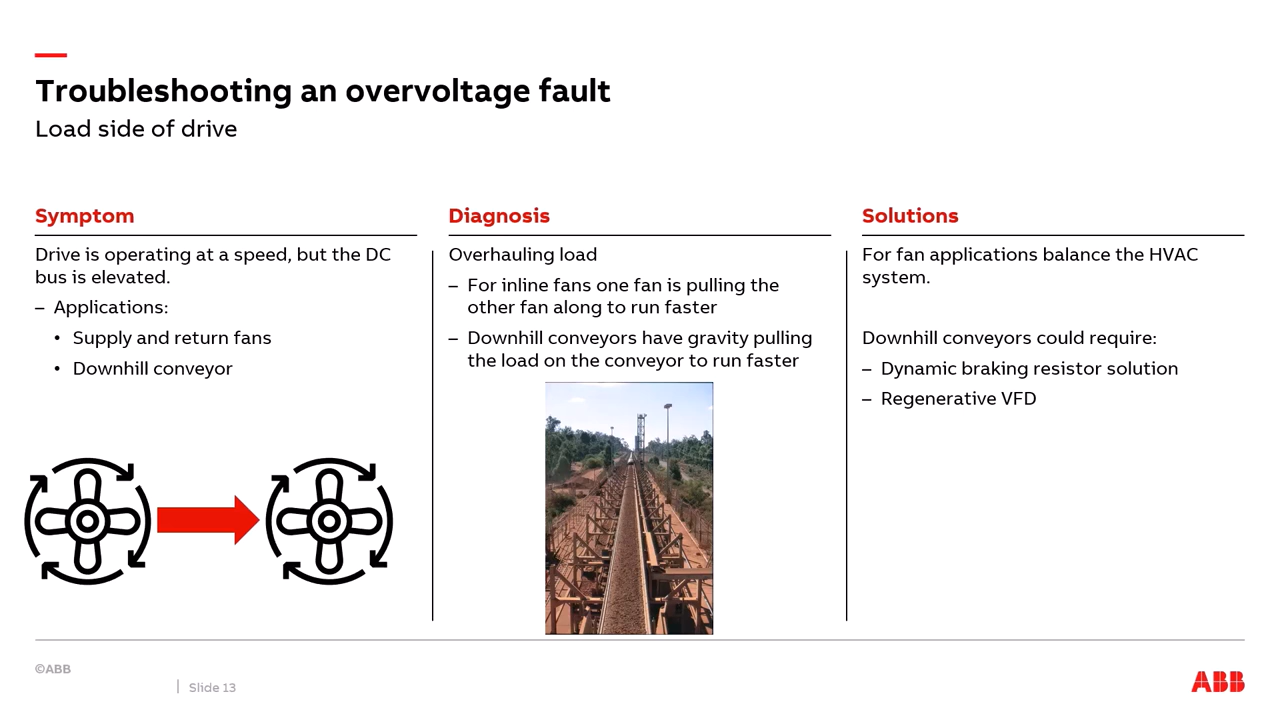 Troubleshooting an overvoltage fault
Load side of drive
Symptom
Drive is operating at a speed, but the DC
bus is elevated.
– Applications:
• Supply and return fans
• Downhill conveyor
Diagnosis
Overhauling load
– For inline fans one fan is pulling the
other fan along to run faster
– Downhill conveyors have gravity pulling
the load on the conveyor to run faster
Solutions
For fan applications balance the HVAC
system.
Downhill conveyors could require:
– Dynamic braking resistor solution
– Regenerative VFD
©ABB
Slide 13
ABB